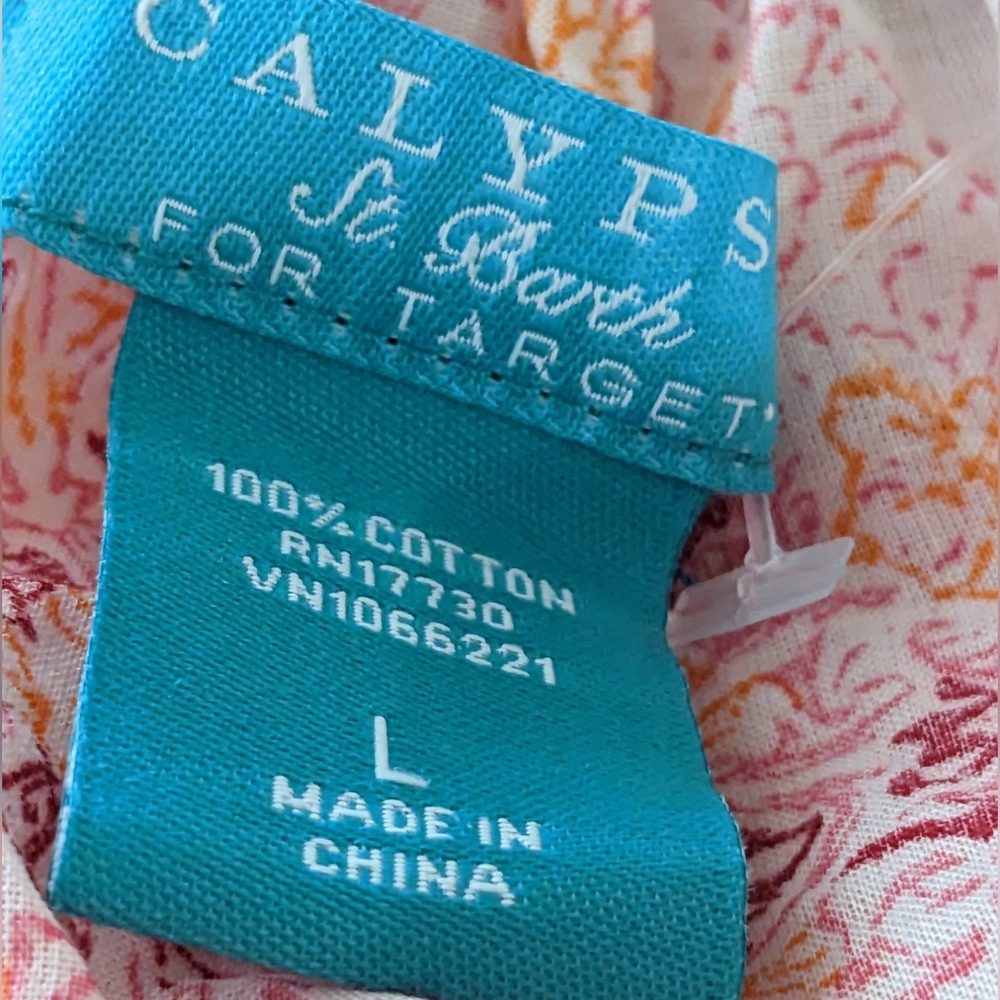 CALYPS
St. Barth
FOR TARGET
100% COTTON
RN17730
VN1066221
L
MADE IN
CHINA